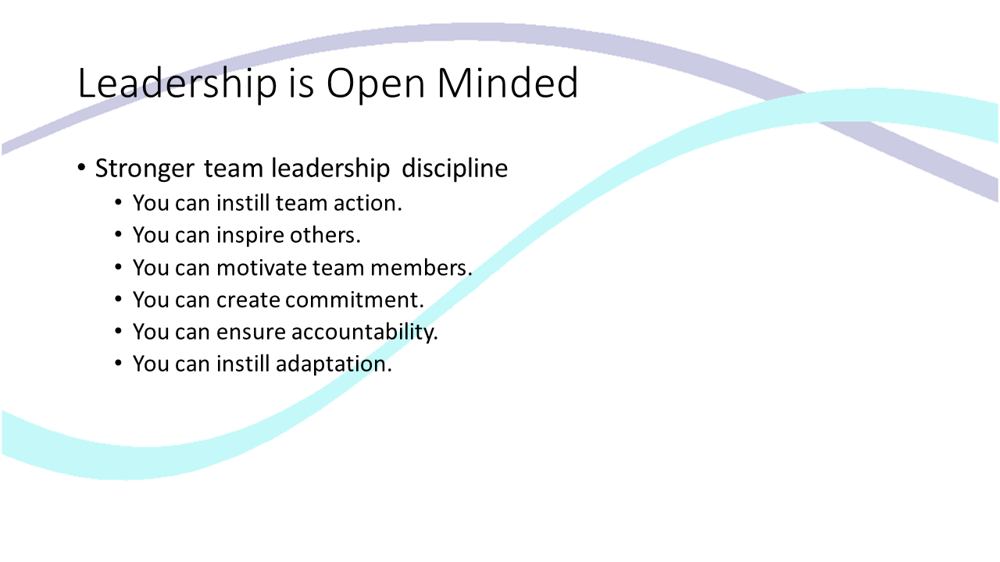 Leadership is Open Minded
• Stronger team leadership discipline
• You can instill team action.
• You can inspire others.
• You can motivate team members.
• You can create commitment.
• You can ensure accountability.
• You can instill adaptation.